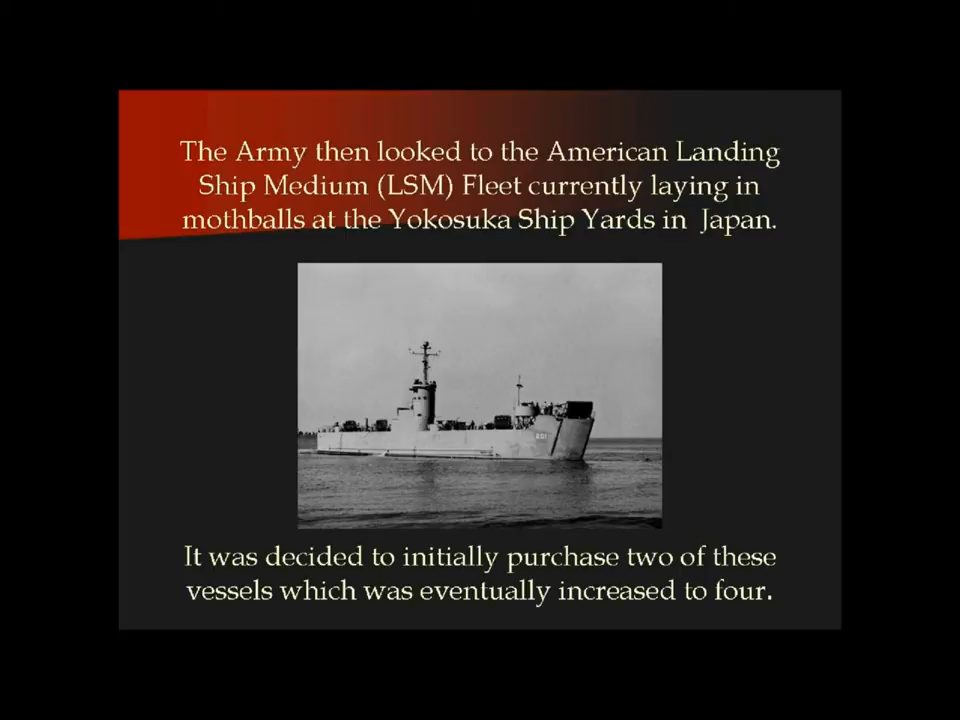 The Army then looked to the American Landing
Ship Medium (LSM) Fleet currently laying in
mothballs at the Yokosuka Ship Yards in  Japan.
It was decided to initially purchase two of these
vessels which was eventually increased to four.